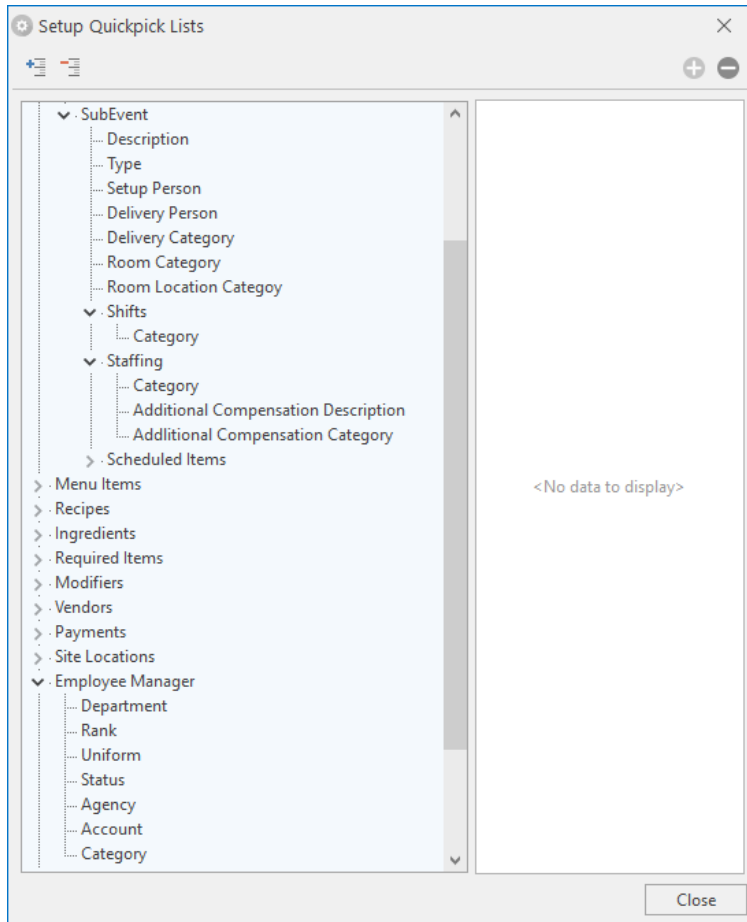 Setup Quickpick Lists
SubEvent
Description
Type
Setup Person
Delivery Person
Delivery Category
Room Category
Room Location Categoy
Shifts
Category
Staffing
Category
Additional Compensation Description
Addlitional Compensation Category
Scheduled Items
Menu Items
Recipes
Ingredients
Required Items
Modifiers
Vendors
Payments
Site Locations
Employee Manager
Department
Rank
Uniform
Status
Agency
Account
Category
<No data to display>
Close